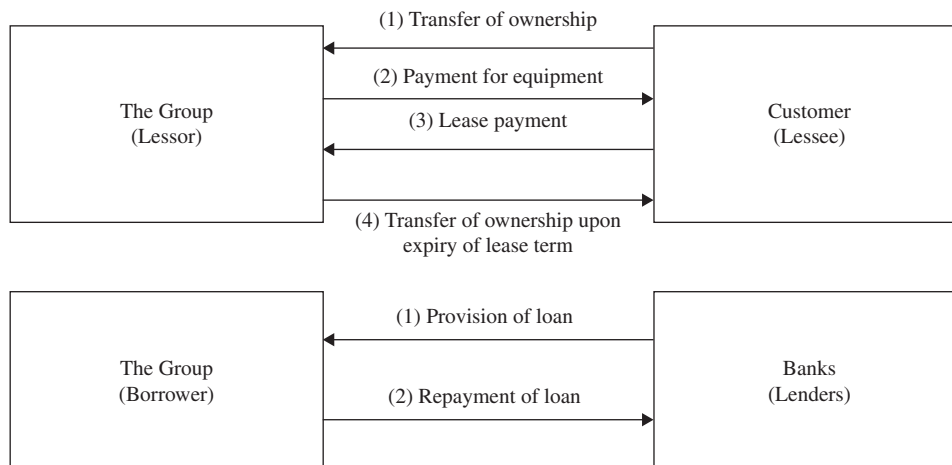 (1) Transfer of ownership
(2) Payment for equipment
The Group
(Lessor)
(3) Lease payment
Customer
(Lessee)
(4) Transfer of ownership upon
expiry of lease term
(1) Provision of loan
The Group
(Borrower)
Banks
(Lenders)
(2) Repayment of loan